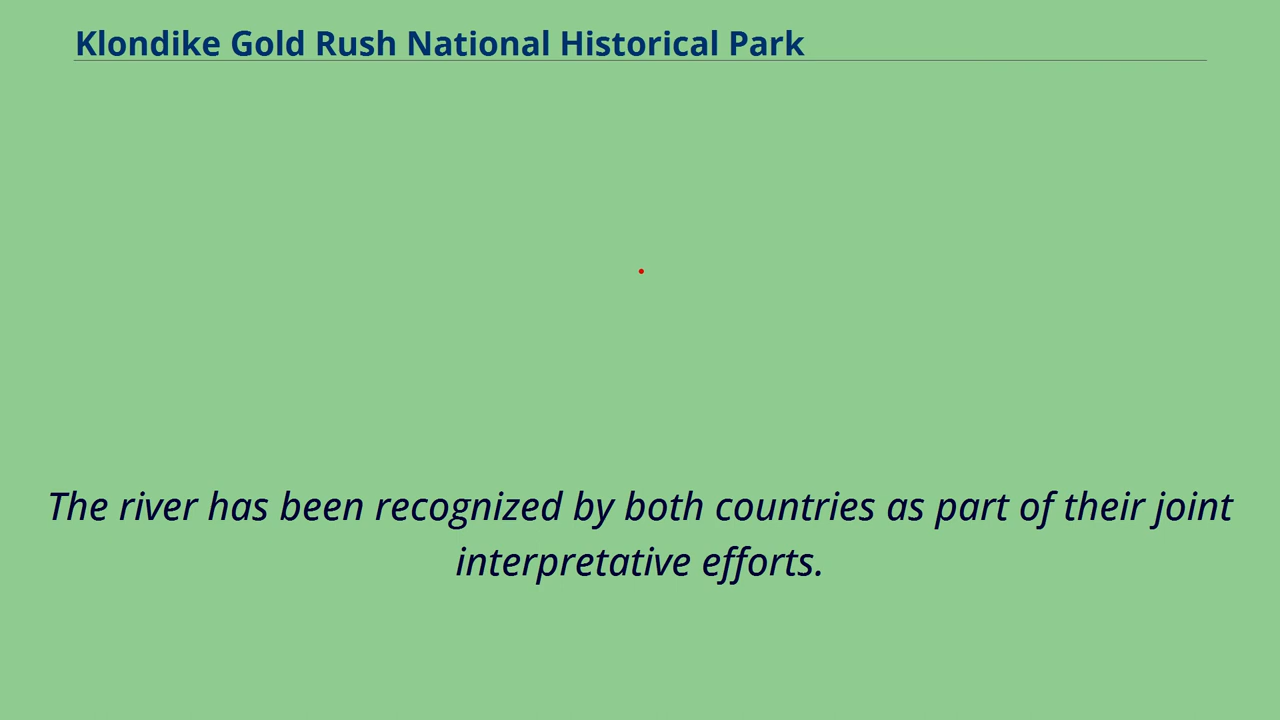 Klondike Gold Rush National Historical Park
The river has been recognized by both countries as part of their joint
interpretative efforts.